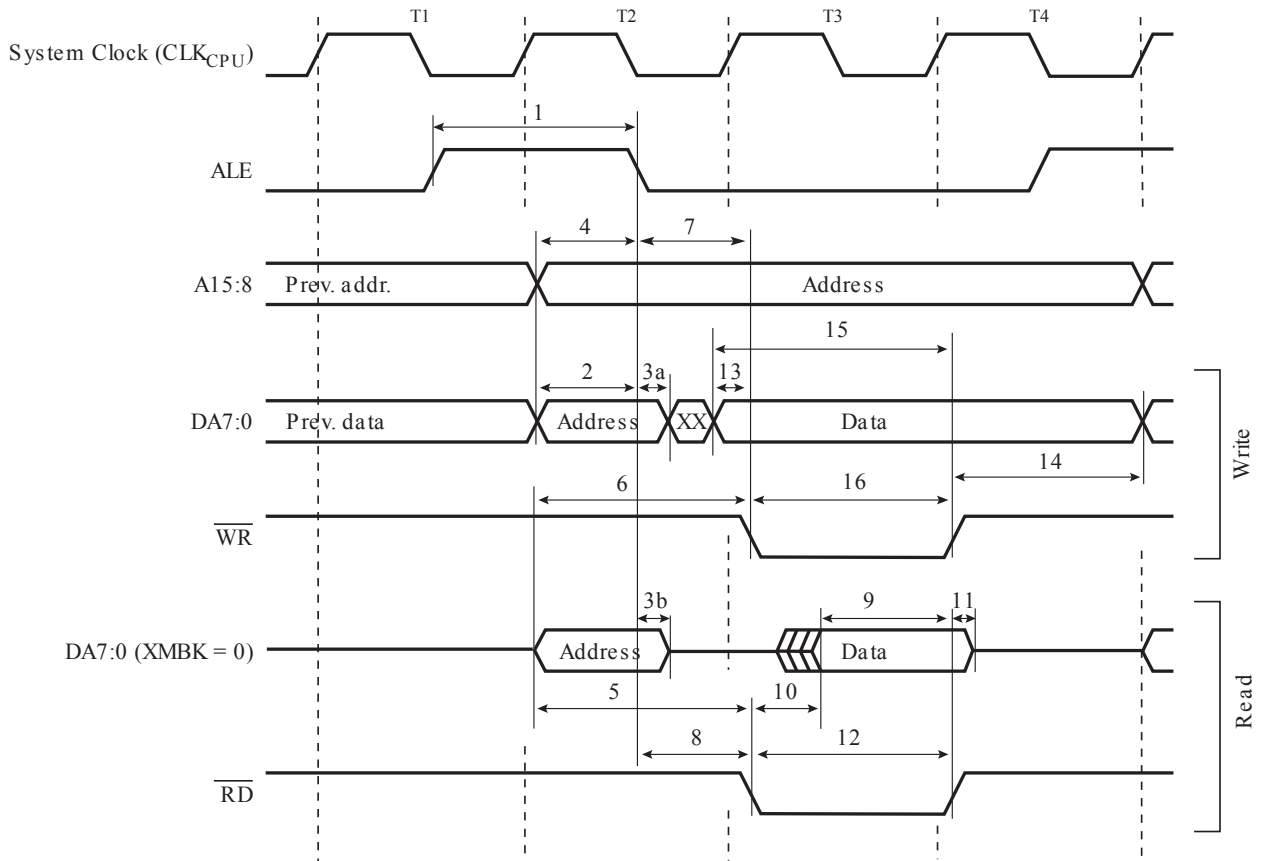 T1 T2 T3 T4
System Clock (CLKCPU)
1
ALE
4 7
A15:8 Prev. addr. Address
15
2 3a 13
DA7:0 Prev. data Address XX Data
14
6 16
WR
Write
3b 9 11
DA7:0 (XMBK = 0) Address Data
5 10
8 12
RD
Read